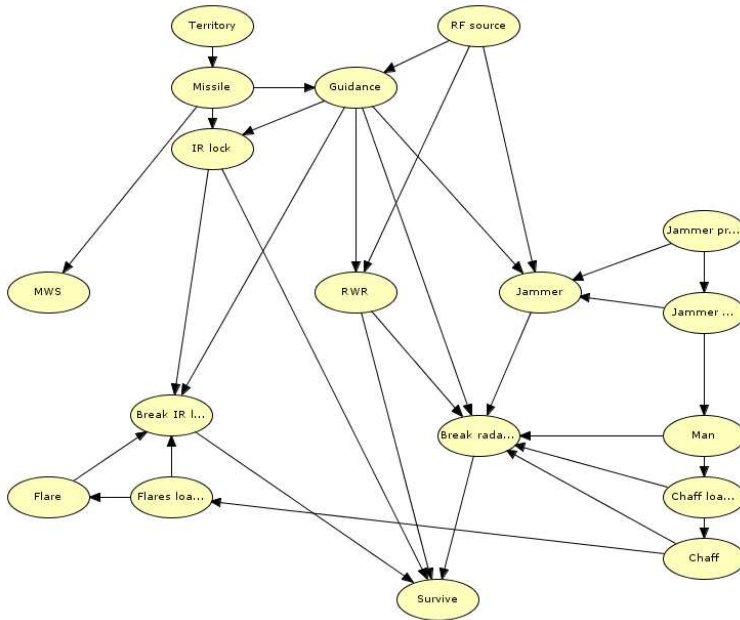 Territory
RF source
Missile
Guidance
IR lock
Jammer pr...
MWS
RWR
Jammer
Jammer ...
Break IR l...
Break rada...
Man
Flare
Flares loa...
Chaff loa...
Chaff
Survive